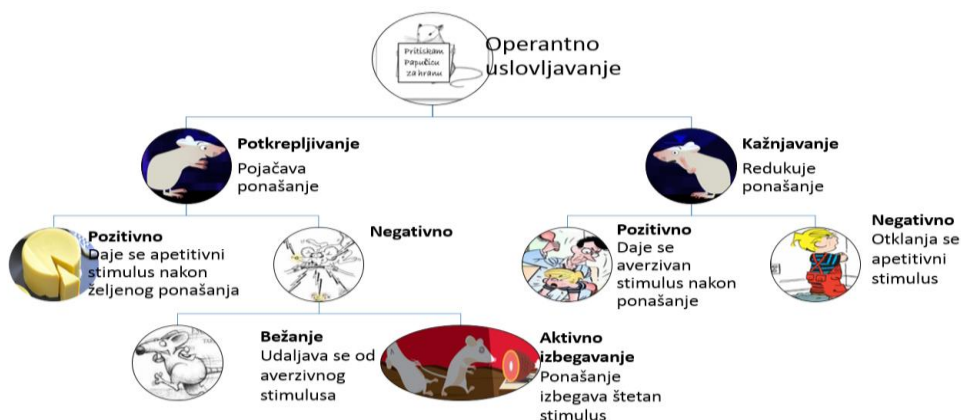 Pritiskam
Papučicu
za hranu
Operantno
uslovljavanje
Potkrepljivanje
Pojačava
ponašanje
Kažnjavanje
Redukuje
ponašanje
Pozitivno
Daje se apetitivni
stimulus nakon
željenog ponašanja
Negativno
Pozitivno
Daje se
averzivan
stimulus nakon
ponašanje
Negativno
Otklanja se
apetitivni
stimulus
Bežanje
Udaljava se od
averzivnog
stimulusa
Aktivno
izbegavanje
Ponašanje
izbegava štetan
stimulus